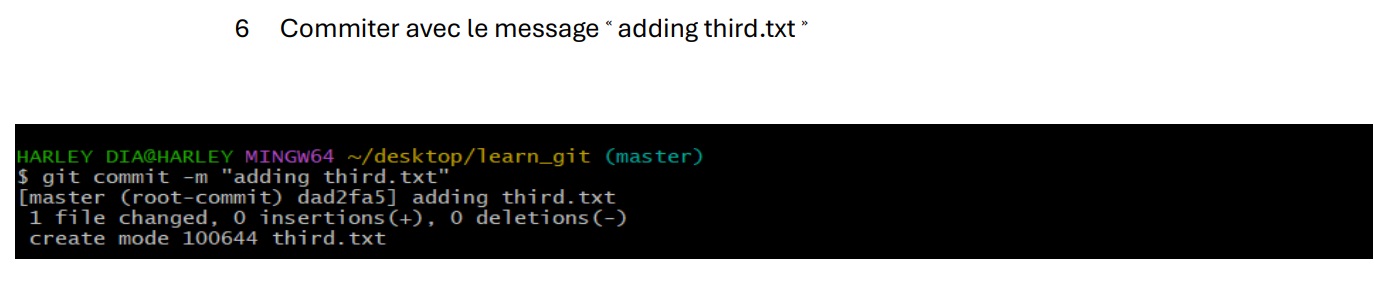 6 Commiter avec le message “ adding third.txt ”
HARLEY DIA@HARLEY MINGW64 ~/desktop/learn_git (master)
$ git commit -m "adding third.txt"
[master (root-commit) dad2fa5] adding third.txt
1 file changed, 0 insertions(+), 0 deletions(-)
create mode 100644 third.txt